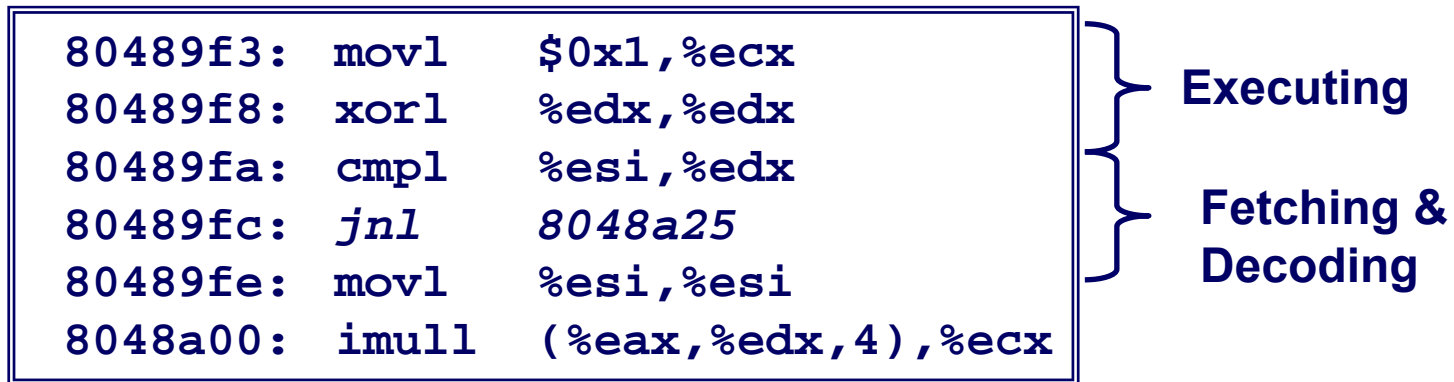 80489f3: movl $0x1,%ecx
80489f8: xorl %edx,%edx
80489fa: cmpl %esi,%edx
80489fc: jnl 8048a25
80489fe: movl %esi,%esi
8048a00: imull (%eax,%edx,4),%ecx
Executing
Fetching &
Decoding